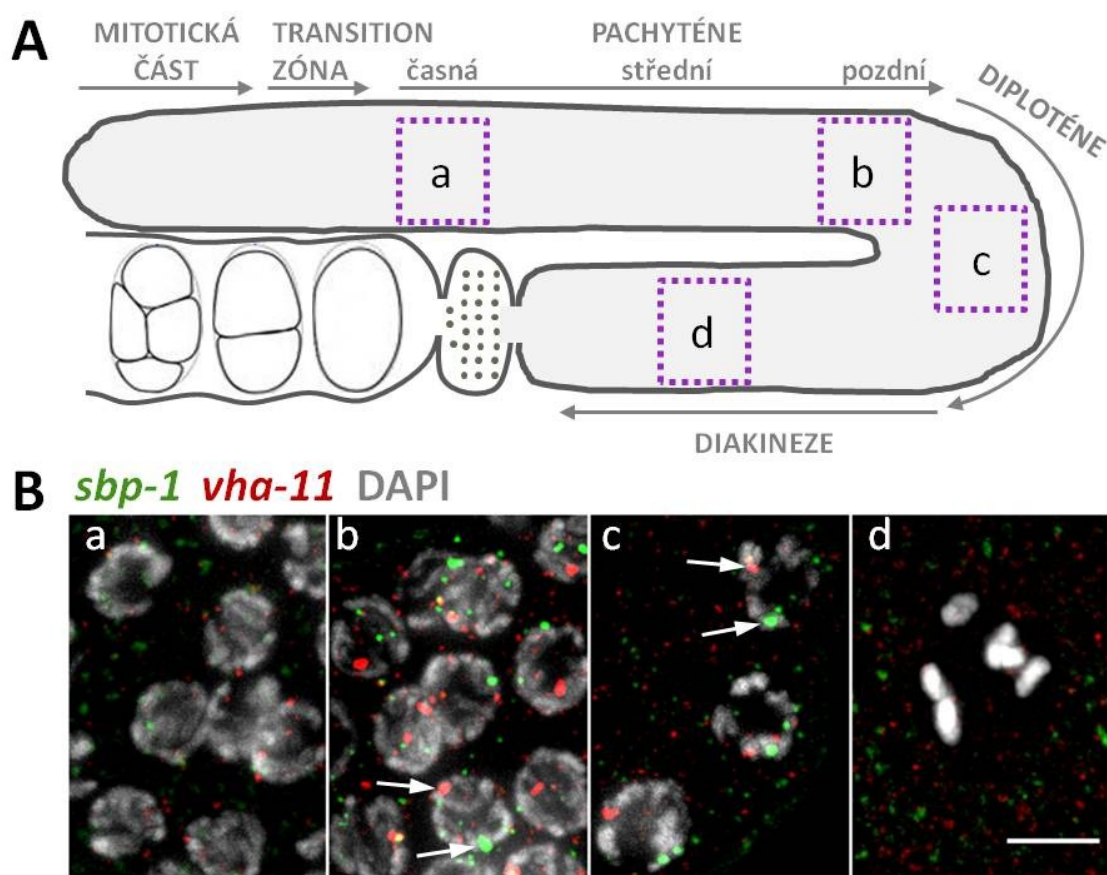 A
MITOTICKÁ ČÁST
TRANSITION ZÓNA
PACHYTÉNE
časná střední pozdní
DIPLOTÉNE
a
b
c
d
DIAKINEZE
B sbp-1 vha-11 DAPI
a b c d